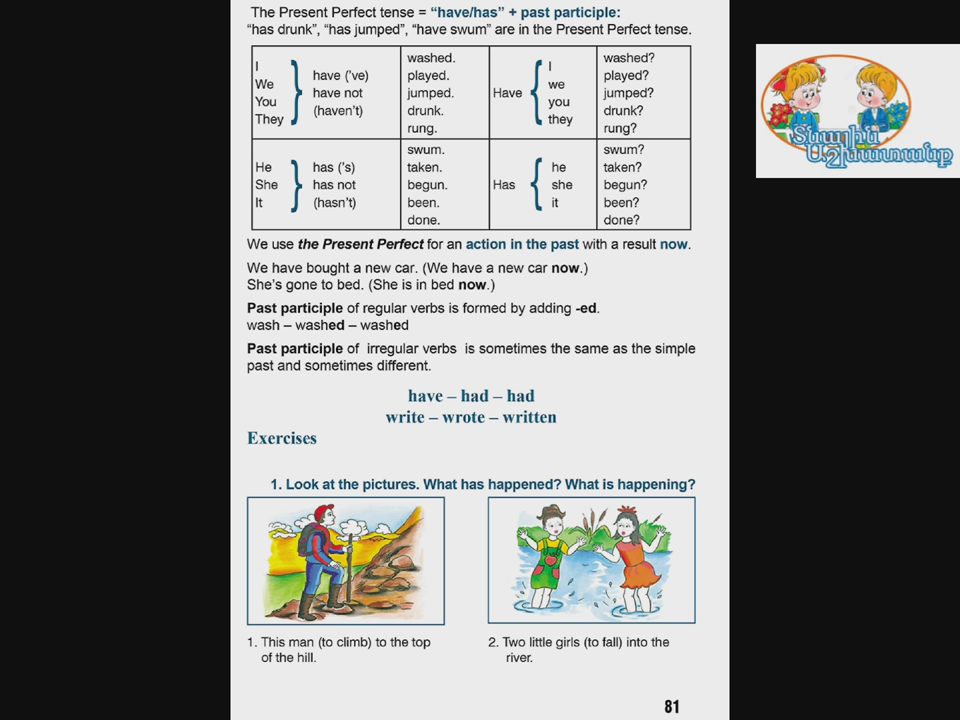 The Present Perfect tense = “have/has” + past participle:
“has drunk”, “has jumped”, “have swum” are in the Present Perfect tense.
I
We
You
They
have (’ve)
have not
(haven’t)
washed.
played.
jumped.
drunk.
rung.
Have
I
we
you
they
washed?
played?
jumped?
drunk?
rung?
He
She
It
has (’s)
has not
(hasn’t)
swum.
taken.
begun.
been.
done.
Has
he
she
it
swum?
taken?
begun?
been?
done?
We use the Present Perfect for an action in the past with a result now.
We have bought a new car. (We have a new car now.)
She’s gone to bed. (She is in bed now.)
Past participle of regular verbs is formed by adding -ed.
wash – washed – washed
Past participle of irregular verbs is sometimes the same as the simple
past and sometimes different.
have – had – had
write – wrote – written
Exercises
1. Look at the pictures. What has happened? What is happening?
1. This man (to climb) to the top
of the hill.
2. Two little girls (to fall) into the
river.
81
Տնային
Աշխատանք